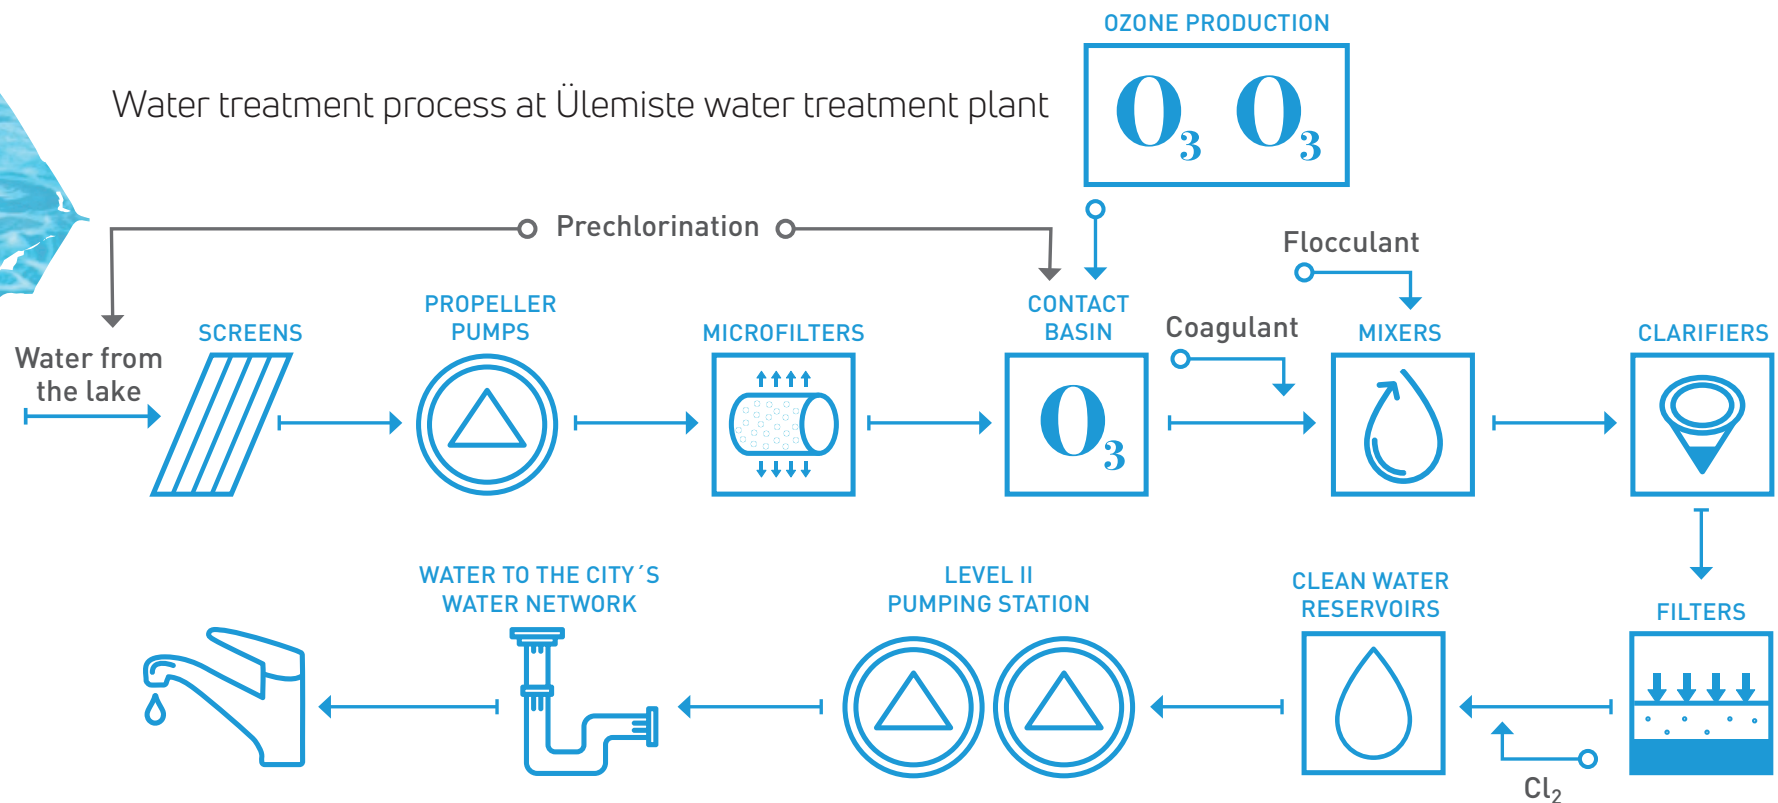 OZONE PRODUCTION
O3 O3
Water treatment process at Ülemiste water treatment plant
Prechlorination
Flocculant
Water from
the lake
SCREENS
PROPELLER
PUMPS
MICROFILTERS
CONTACT
BASIN
O3
Coagulant
MIXERS
CLARIFIERS
WATER TO THE CITY´S
WATER NETWORK
LEVEL II
PUMPING STATION
CLEAN WATER
RESERVOIRS
FILTERS
Cl2